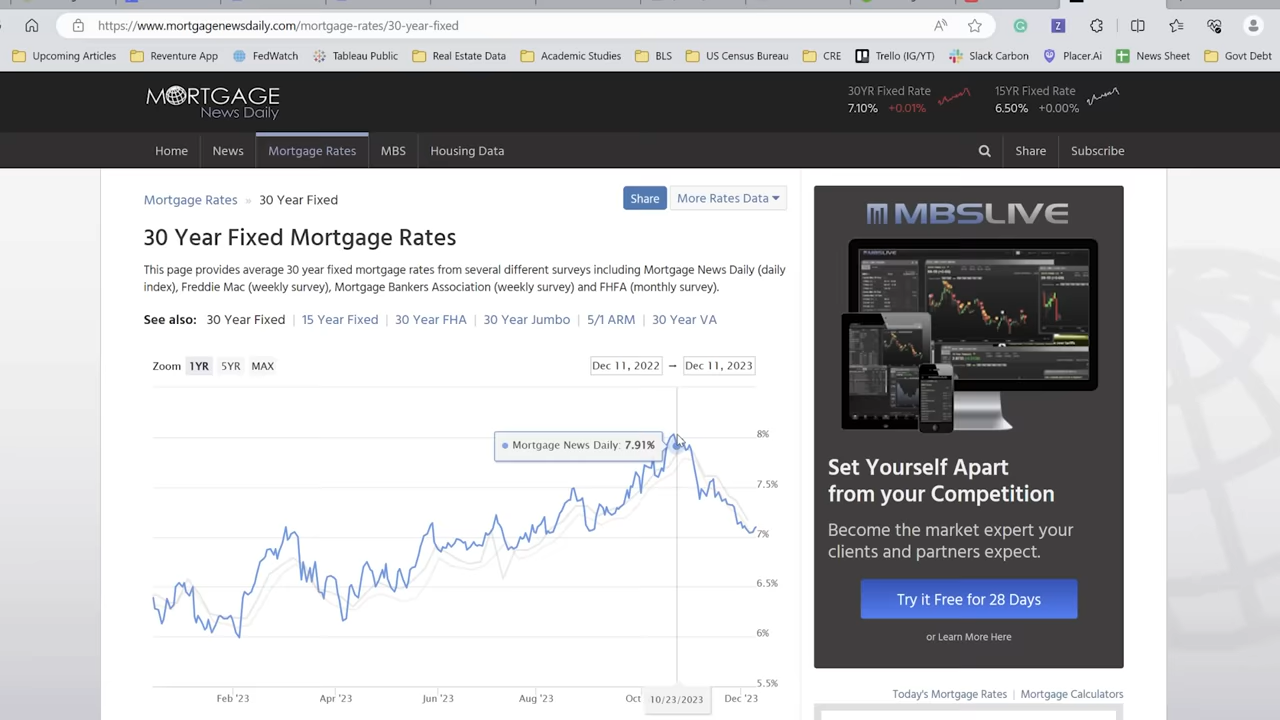 https://www.mortgagenewsdaily.com/mortgage-rates/30-year-fixed
Upcoming Articles Reventure App FedWatch Tableau Public Real Estate Data Academic Studies BLS US Census Bureau CRE Trello (IG/YT) Slack Carbon Placer.Ai News Sheet Govt Debt
MORTGAGE
News Daily
30YR Fixed Rate
7.10% +0.01%
15YR Fixed Rate
6.50% +0.00%
Home News Mortgage Rates MBS Housing Data Share Subscribe
Mortgage Rates » 30 Year Fixed
Share More Rates Data
30 Year Fixed Mortgage Rates
This page provides average 30 year fixed mortgage rates from several different surveys including Mortgage News Daily (daily
index), Freddie Mac (weekly survey), Mortgage Bankers Association (weekly survey) and FHFA (monthly survey).
See also: 30 Year Fixed | 15 Year Fixed | 30 Year FHA | 30 Year Jumbo | 5/1 ARM | 30 Year VA
Zoom 1YR 5YR MAX Dec 11, 2022 → Dec 11, 2023
8%
Mortgage News Daily: 7.91%
7.5%
7%
6.5%
6%
5.5%
Feb '23 Apr '23 Jun '23 Aug '23 Oct 10/23/2023 Dec '23
MBSLIVE
Set Yourself Apart
from your Competition
Become the market expert your
clients and partners expect.
Try it Free for 28 Days
or Learn More Here
Today's Mortgage Rates | Mortgage Calculators